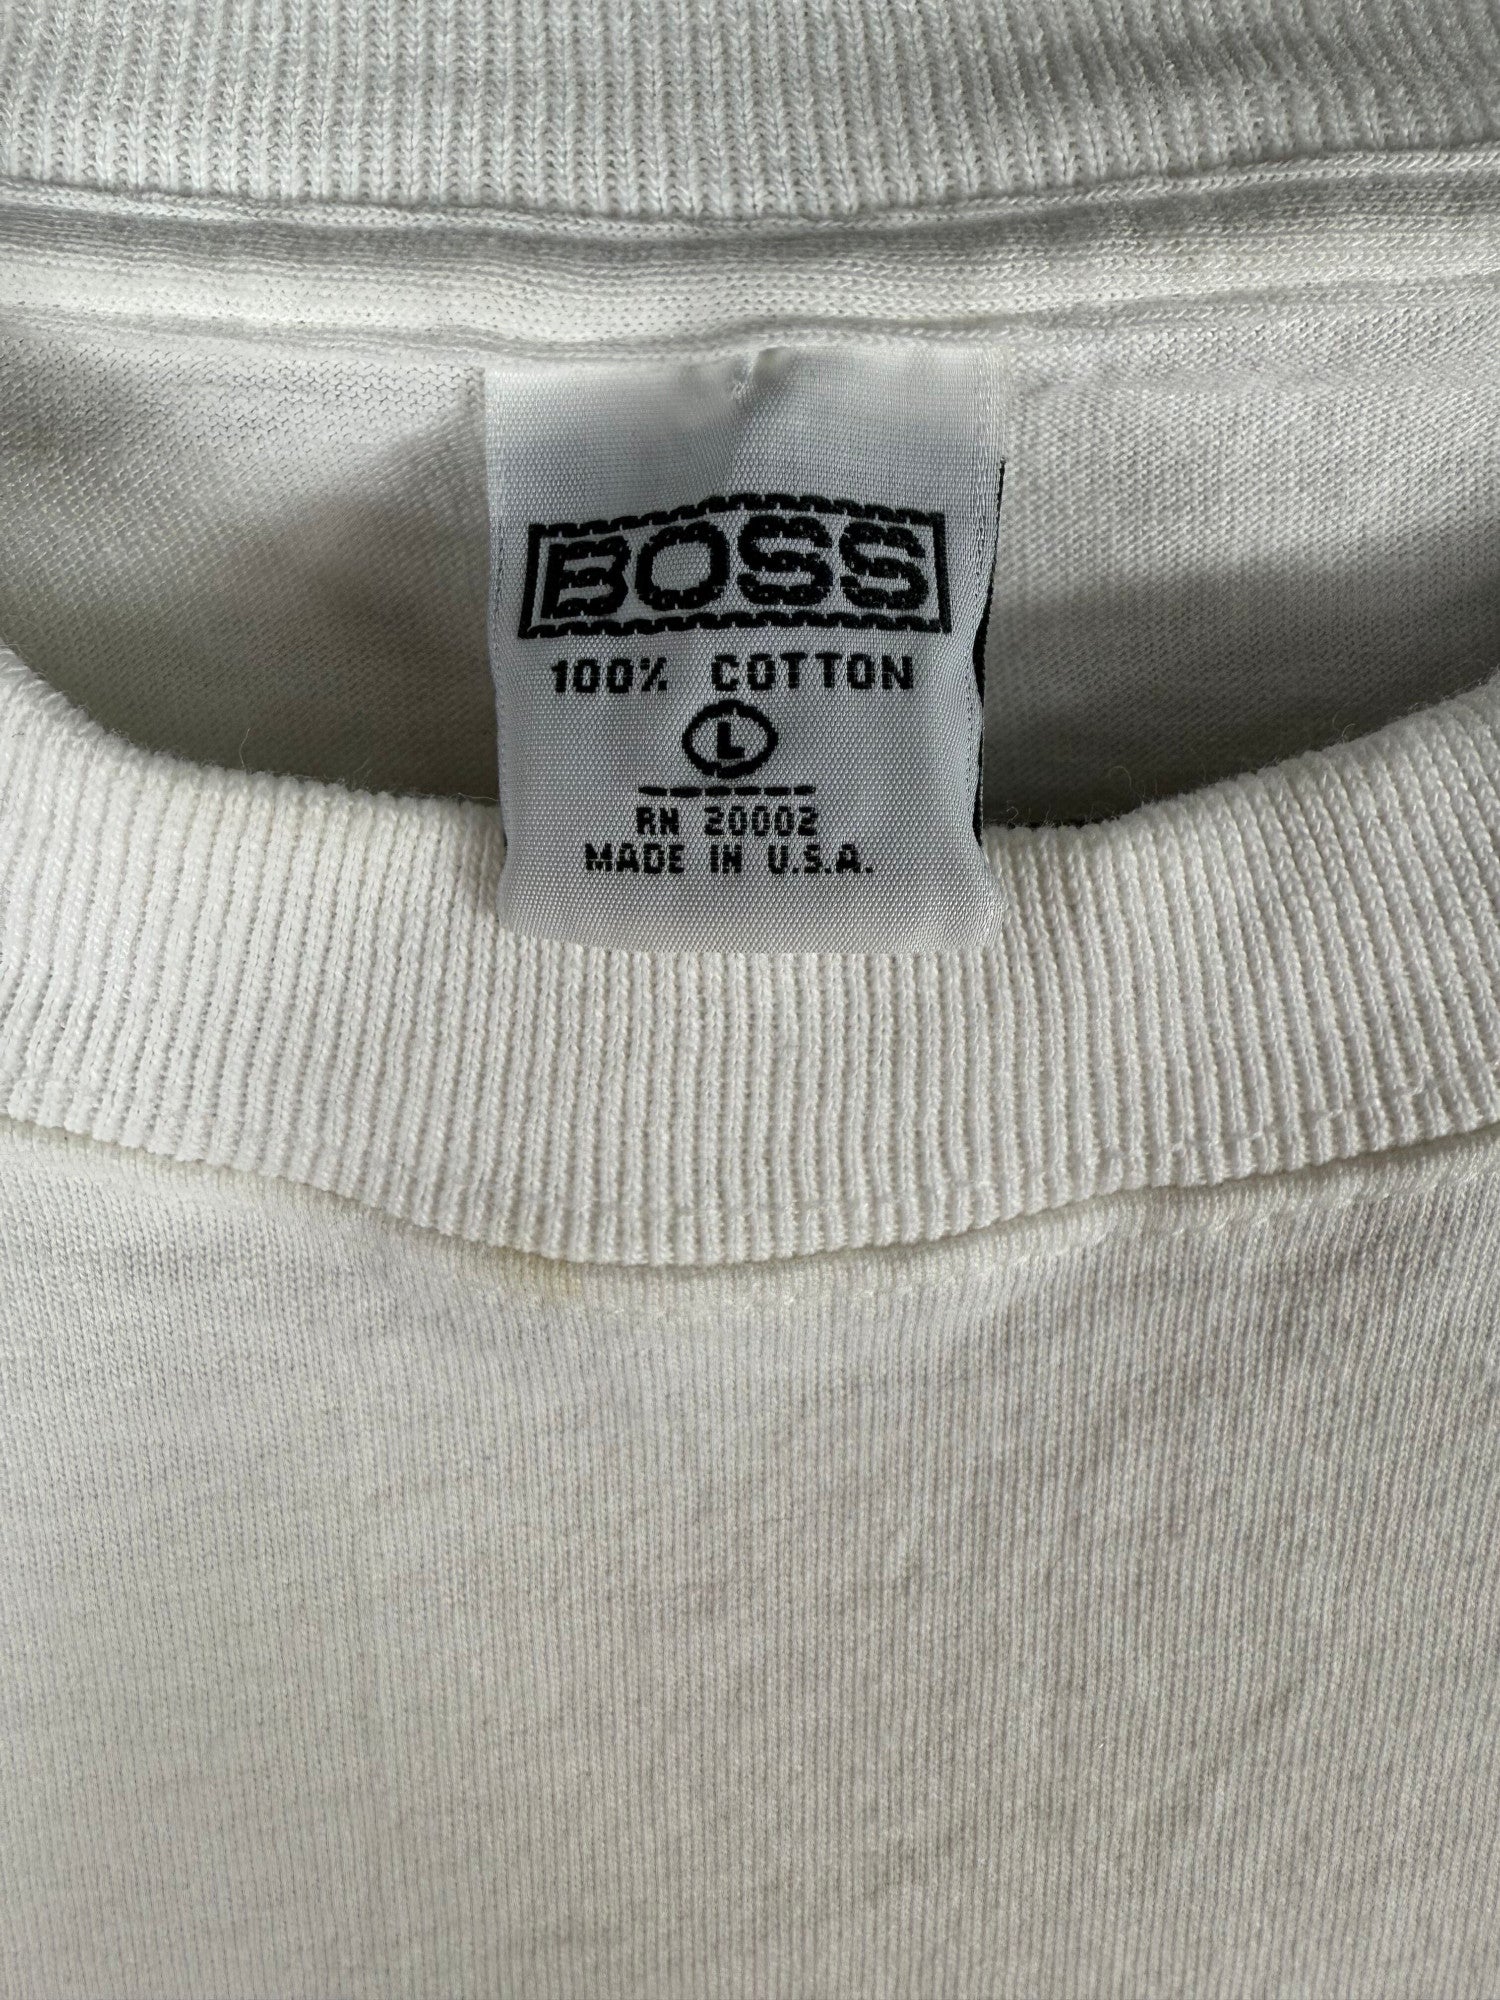 BOSS
100% COTTON
L
RN 20002
MADE IN U.S.A.